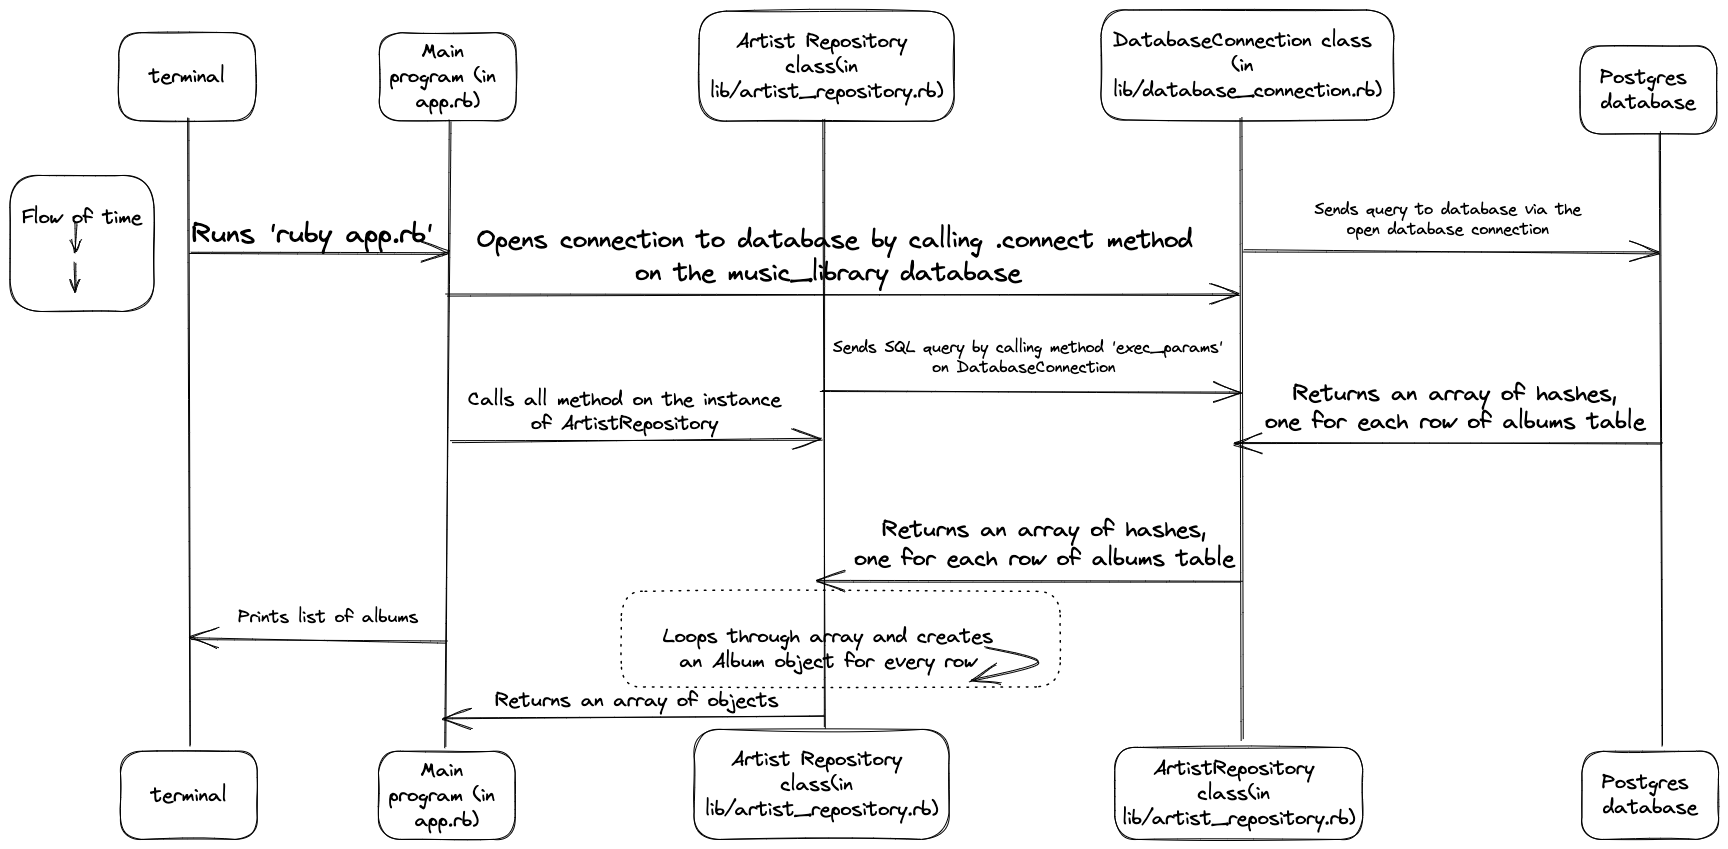 terminal
Main
program (in
app.rb)
Artist Repository
class(in
lib/artist_repository.rb)
DatabaseConnection class
(in
lib/database_connection.rb)
Postgres
database
Flow of time
Runs 'ruby app.rb'
Opens connection to database by calling .connect method
on the music_library database
Sends query to database via the
open database connection
Sends SQL query by calling method 'exec_params'
on DatabaseConnection
Calls all method on the instance
of ArtistRepository
Returns an array of hashes,
one for each row of albums table
Returns an array of hashes,
one for each row of albums table
Prints list of albums
Loops through array and creates
an Album object for every row
Returns an array of objects
terminal
Main
program (in
app.rb)
Artist Repository
class(in
lib/artist_repository.rb)
ArtistRepository
class(in
lib/artist_repository.rb)
Postgres
database